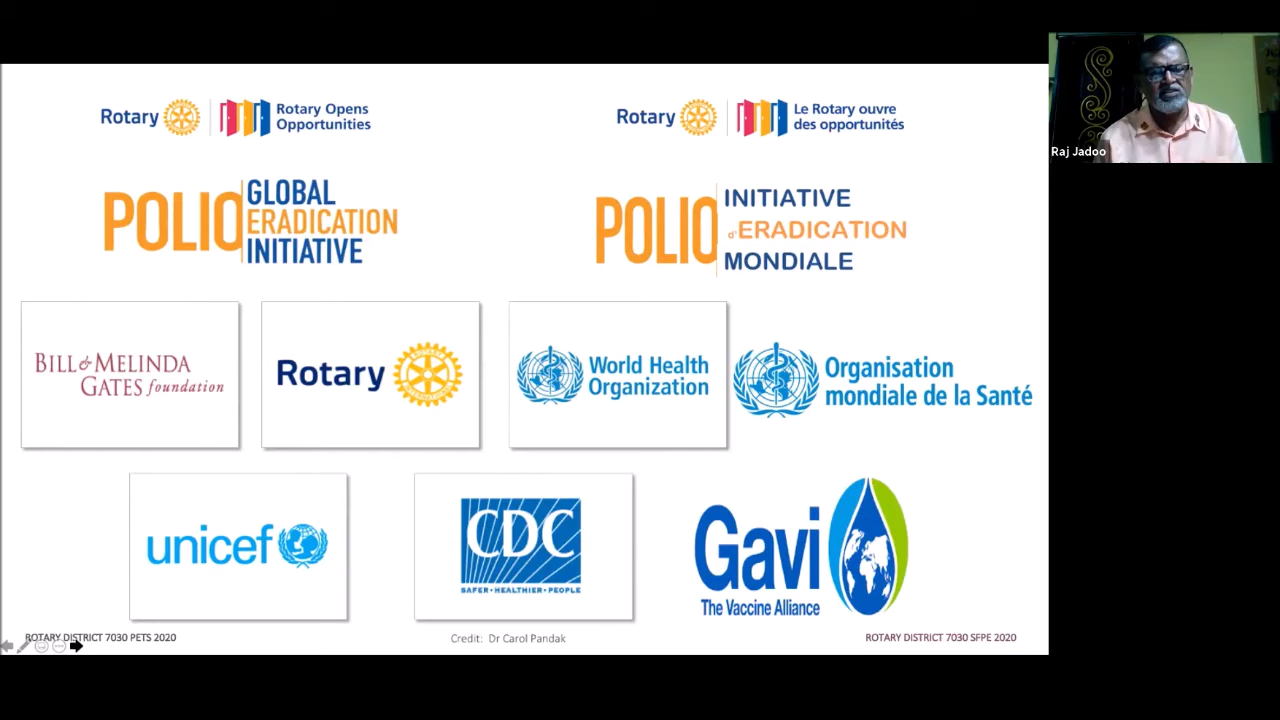 Rotary
Rotary Opens
Opportunities
Rotary
Le Rotary ouvre
des opportunités
Raj Jadoo
POLIO
GLOBAL
ERADICATION
INITIATIVE
POLIO
INITIATIVE
d'ERADICATION
MONDIALE
BILL & MELINDA
GATES foundation
Rotary
World Health
Organization
Organisation
mondiale de la Santé
unicef
CDC
SAFER • HEALTHIER • PEOPLE
Gavi
The Vaccine Alliance
ROTARY DISTRICT 7030 PETS 2020
Credit: Dr Carol Pandak
ROTARY DISTRICT 7030 SFPE 2020